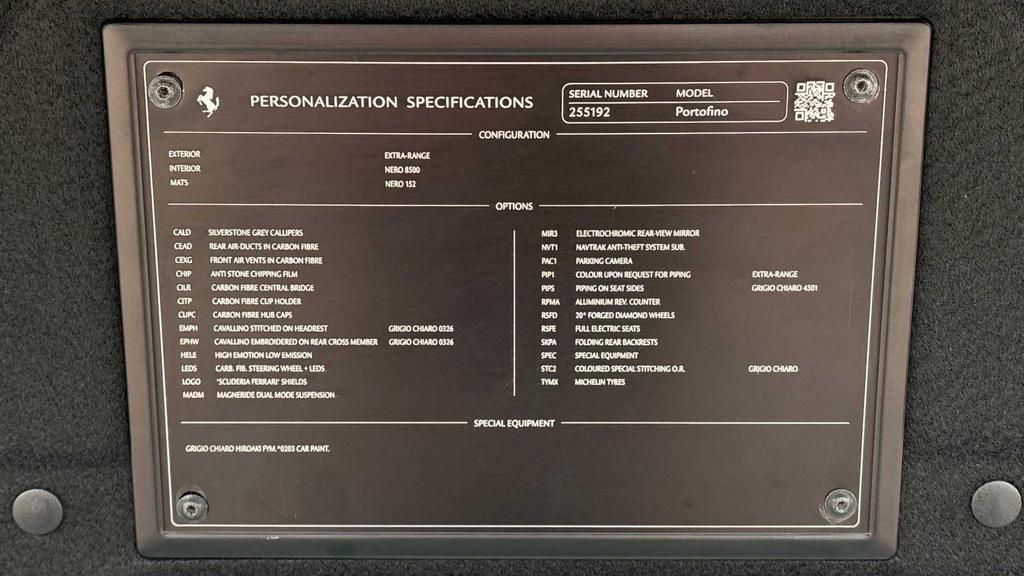 PERSONALIZATION SPECIFICATIONS
SERIAL NUMBER MODEL
255192 Portofino
CONFIGURATION
EXTERIOR EXTRA-RANGE
INTERIOR NERO 8500
MATS NERO 152
OPTIONS
CALD SILVERSTONE GREY CALLIPERS
CEAD REAR AIR-DUCTS IN CARBON FIBRE
CEXG FRONT AIR VENTS IN CARBON FIBRE
CHIP ANTI STONE CHIPPING FILM
CILR CARBON FIBRE CENTRAL BRIDGE
CITP CARBON FIBRE CUP HOLDER
CUPC CARBON FIBRE HUB CAPS
EMPH CAVALLINO STITCHED ON HEADREST GRIGIO CHIARO 0326
EPHW CAVALLINO EMBROIDERED ON REAR CROSS MEMBER GRIGIO CHIARO 0326
HELE HIGH EMOTION LOW EMISSION
LEDS CARB. FIB. STEERING WHEEL + LEDS
LOGO 'SCUDERIA FERRARI' SHIELDS
MADM MAGNERIDE DUAL MODE SUSPENSION
MIR3 ELECTROCHROMIC REAR-VIEW MIRROR
NVT1 NAVTRAK ANTI-THEFT SYSTEM SUB.
PAC1 PARKING CAMERA
PIP1 COLOUR UPON REQUEST FOR PIPING EXTRA-RANGE
PIPS PIPING ON SEAT SIDES GRIGIO CHIARO 4301
RPMA ALUMINIUM REV. COUNTER
RSFD 20" FORGED DIAMOND WHEELS
RSFE FULL ELECTRIC SEATS
SKPA FOLDING REAR BACKRESTS
SPEC SPECIAL EQUIPMENT
STC2 COLOURED SPECIAL STITCHING O.R. GRIGIO CHIARO
TYMX MICHELIN TYRES
SPECIAL EQUIPMENT
GRIGIO CHIARO HIROAKI P/M.*0203 CAR PAINT.